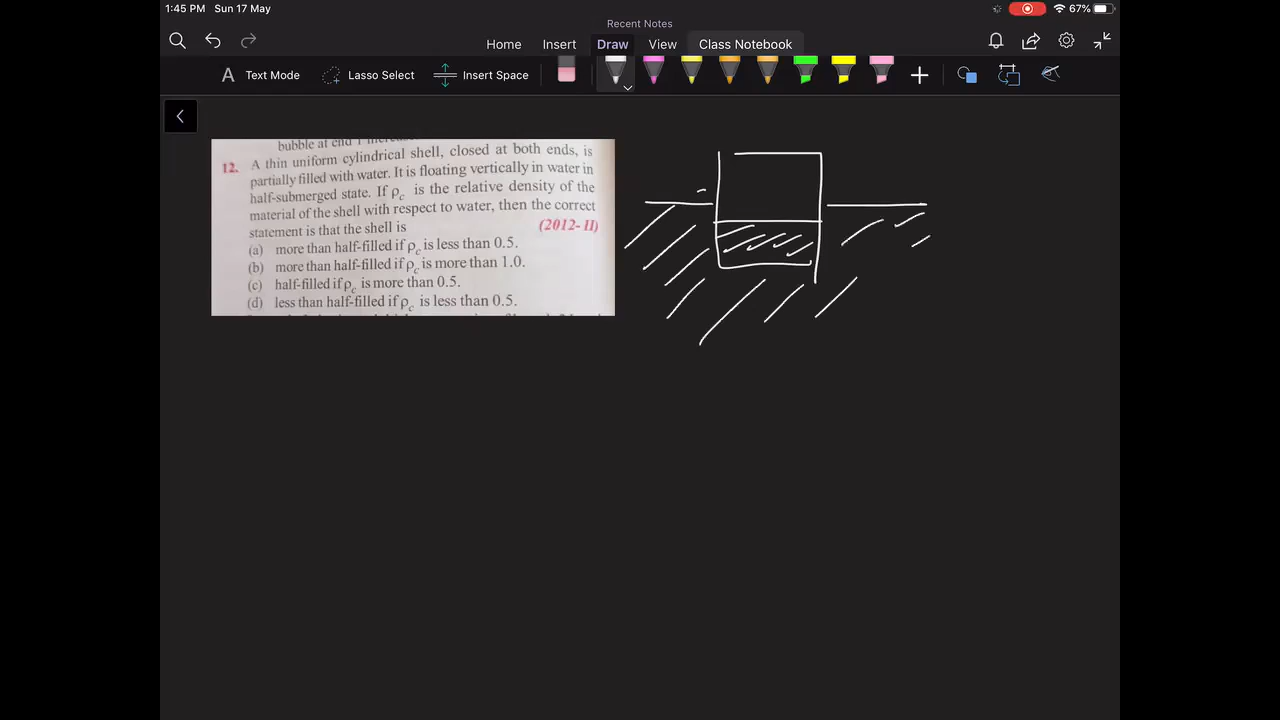 1:45 PM Sun 17 May
67%
Recent Notes
Home Insert Draw View Class Notebook
Text Mode Lasso Select Insert Space
bubble at end 1
12. A thin uniform cylindrical shell, closed at both ends, is
partially filled with water. It is floating vertically in water in
half-submerged state. If ρc is the relative density of the
material of the shell with respect to water, then the correct
statement is that the shell is (2012- II)
(a) more than half-filled if ρc is less than 0.5.
(b) more than half-filled if ρc is more than 1.0.
(c) half-filled if ρc is more than 0.5.
(d) less than half-filled if ρc is less than 0.5.